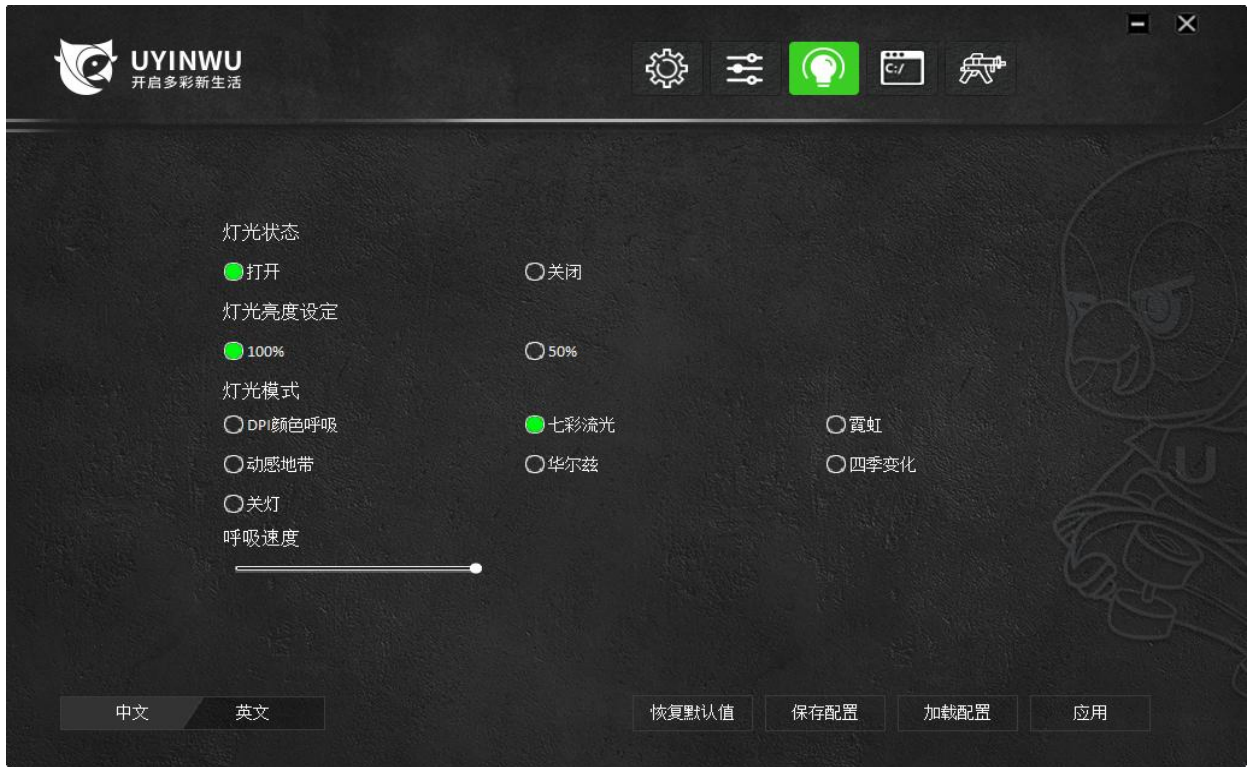 UYINWU
开启多彩新生活
C:/
灯光状态
打开 关闭
灯光亮度设定
100% 50%
灯光模式
DPI颜色呼吸 七彩流光 霓虹
动感地带 华尔兹 四季变化
关灯
呼吸速度
U
中文 英文 恢复默认值 保存配置 加载配置 应用